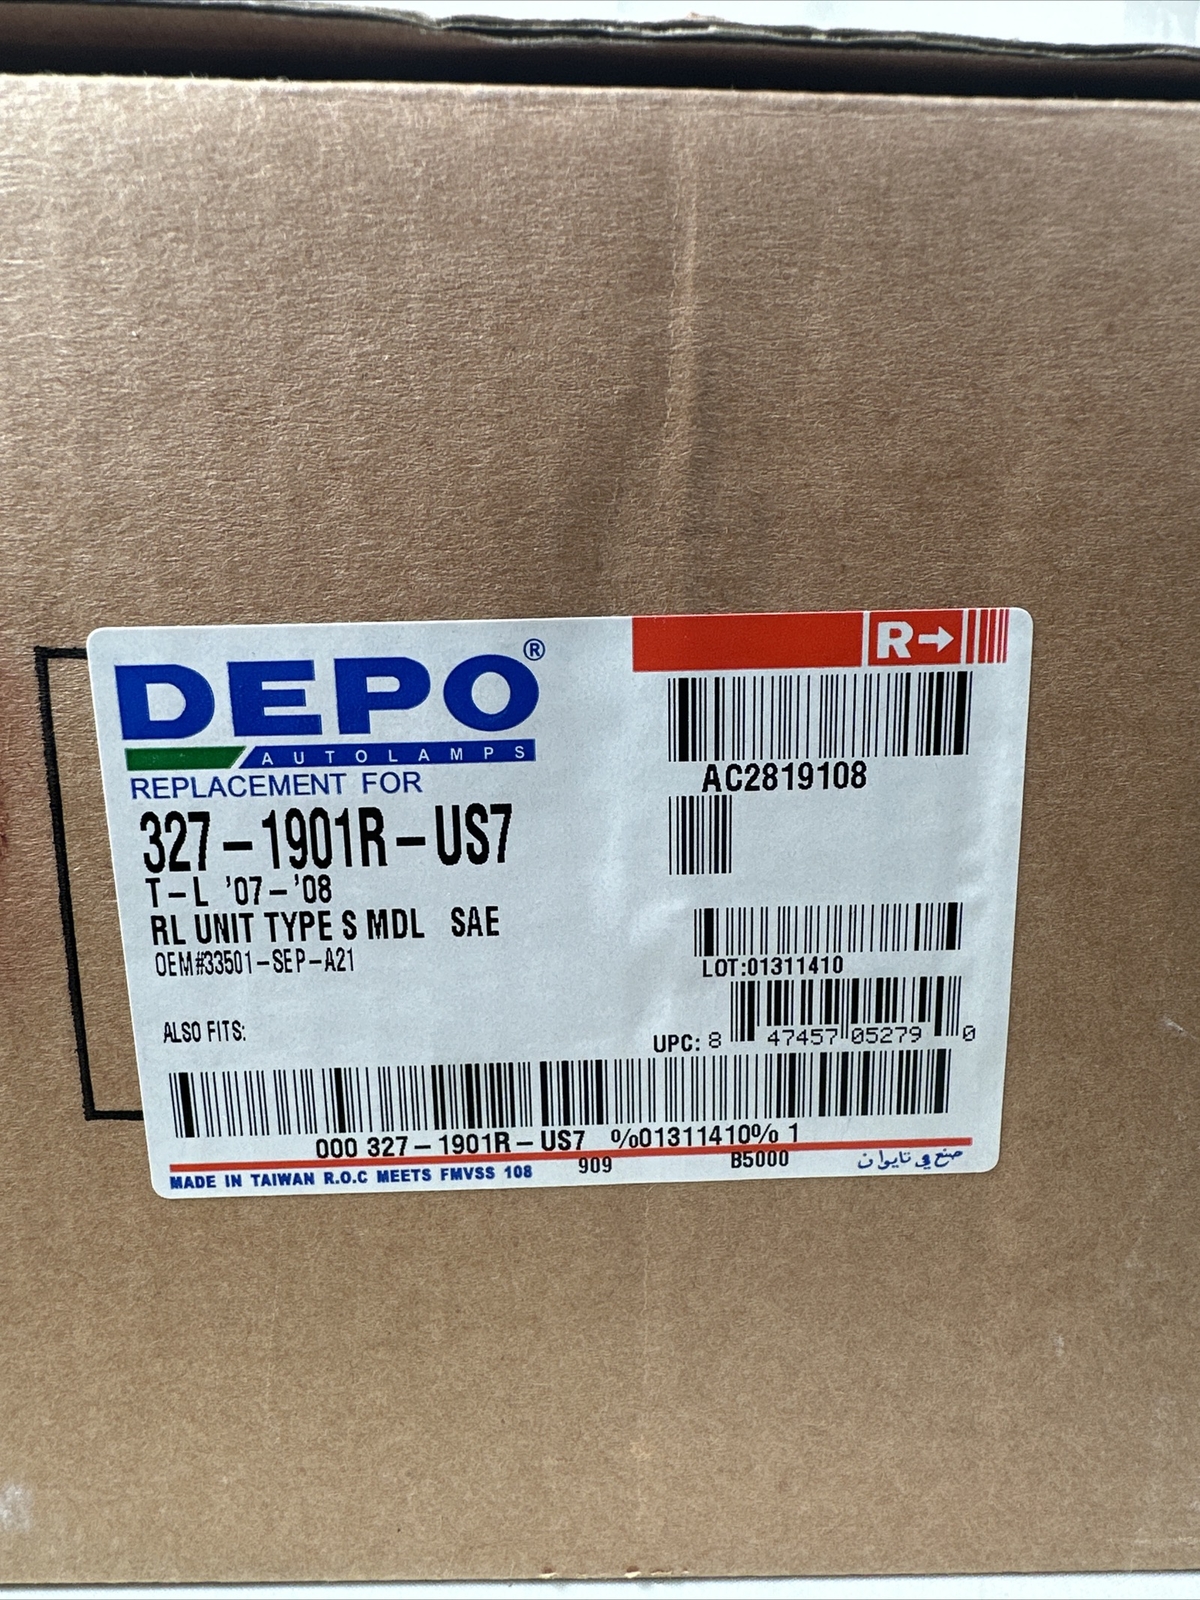 DEPO®
AUTOLAMPS
REPLACEMENT FOR
327-1901R-US7
T-L '07-'08
RL UNIT TYPE S MDL SAE
OEM#33501-SEP-A21
ALSO FITS:
R→
AC2819108
LOT:01311410
UPC: 8 47457 05279 0
000 327-1901R-US7 %01311410% 1
MADE IN TAIWAN R.O.C MEETS FMVSS 108 909 B5000 صنع في تايوان